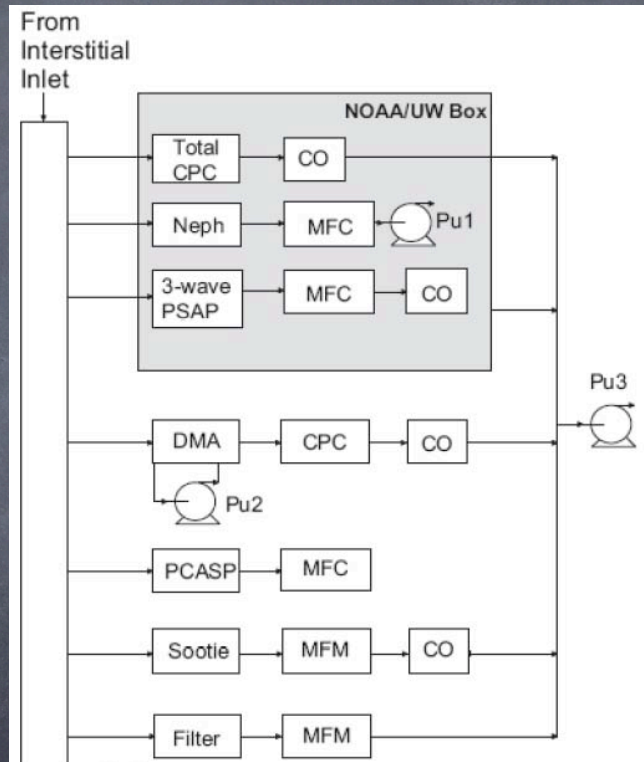 From
Interstitial
Inlet
NOAA/UW Box
Total
CPC
CO
Neph
MFC
Pu1
3-wave
PSAP
MFC
CO
Pu3
DMA
CPC
CO
Pu2
PCASP
MFC
Sootie
MFM
CO
Filter
MFM